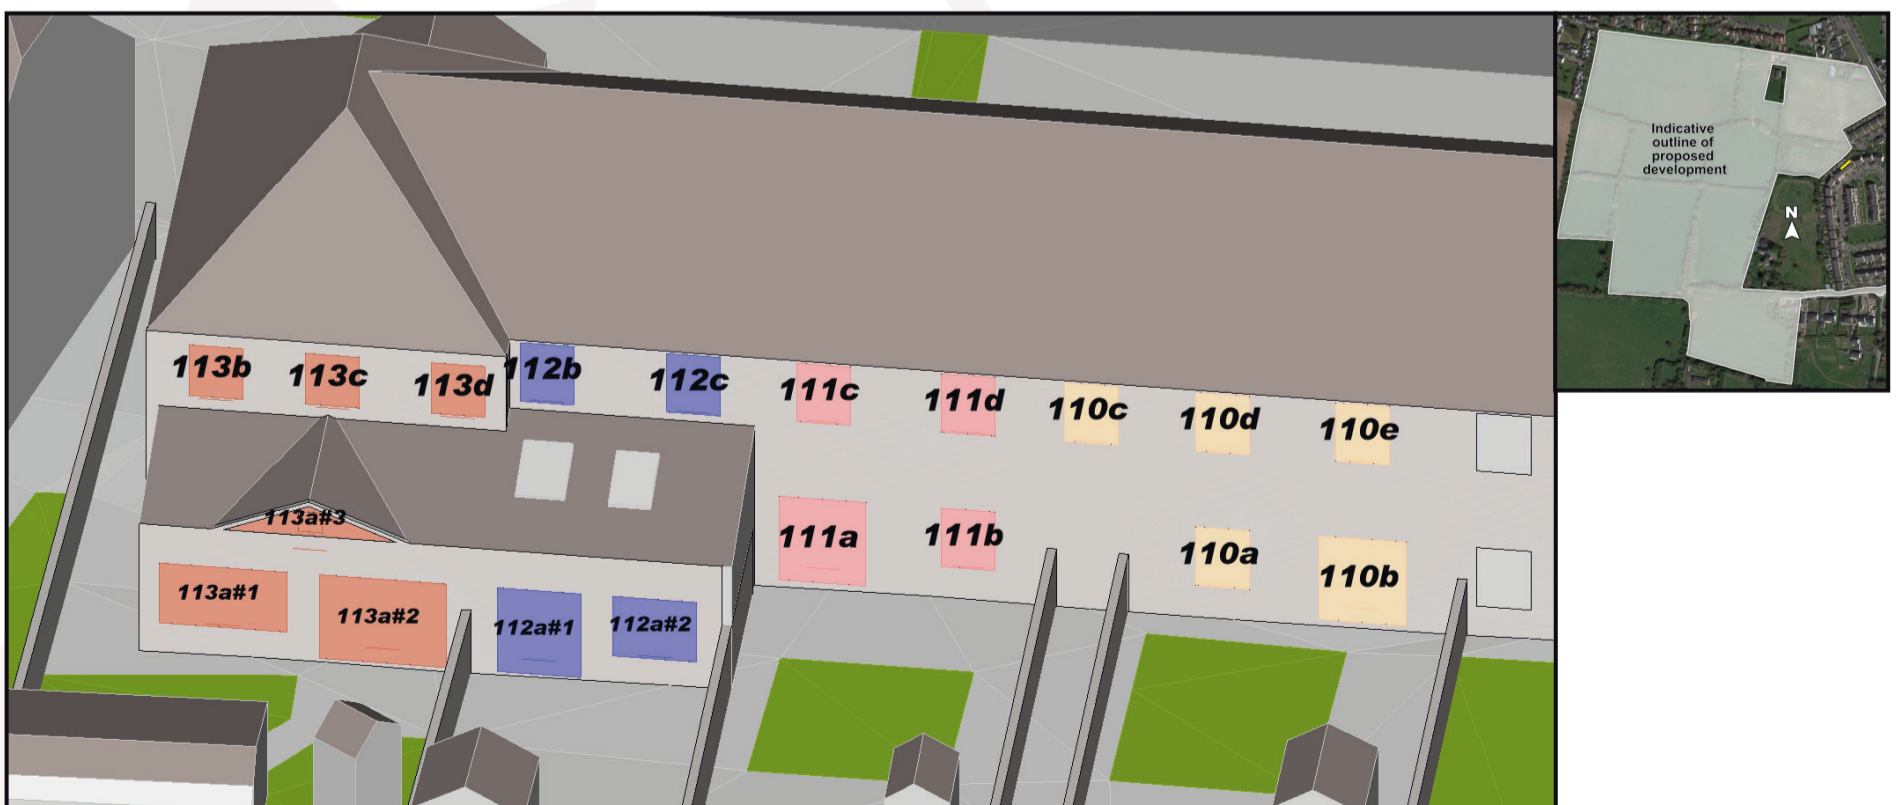 113b
113c
113d
112b
112c
111c
111d
110c
110d
110e
113a#3
111a
111b
110a
110b
113a#1
113a#2
112a#1
112a#2
Indicative
outline of
proposed
development
N